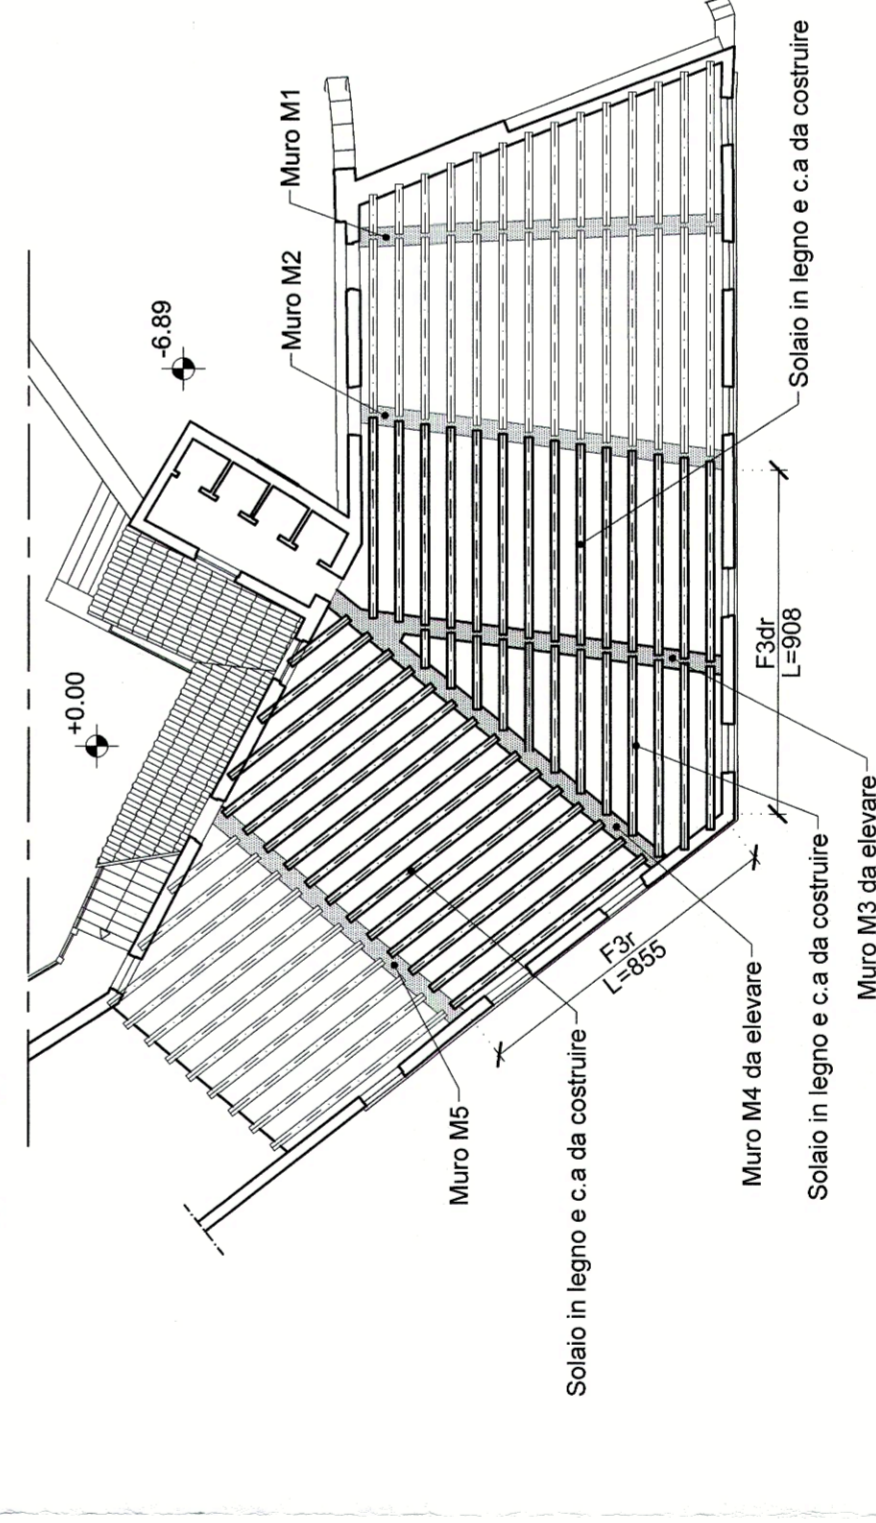 Muro M1
Muro M2
-6.89
+0.00
Solaio in legno e c.a da costruire
F3dr
L=908
Muro M3 da elevare
Solaio in legno e c.a da costruire
Muro M4 da elevare
F3r
L=855
Solaio in legno e c.a da costruire
Muro M5